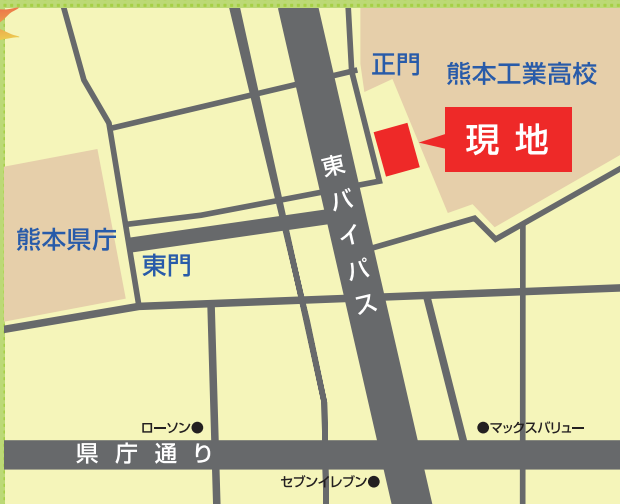 正門
熊本工業高校
現地
東バイパス
熊本県庁
東門
ローソン●
●マックスバリュー
県庁通り
セブンイレブン●